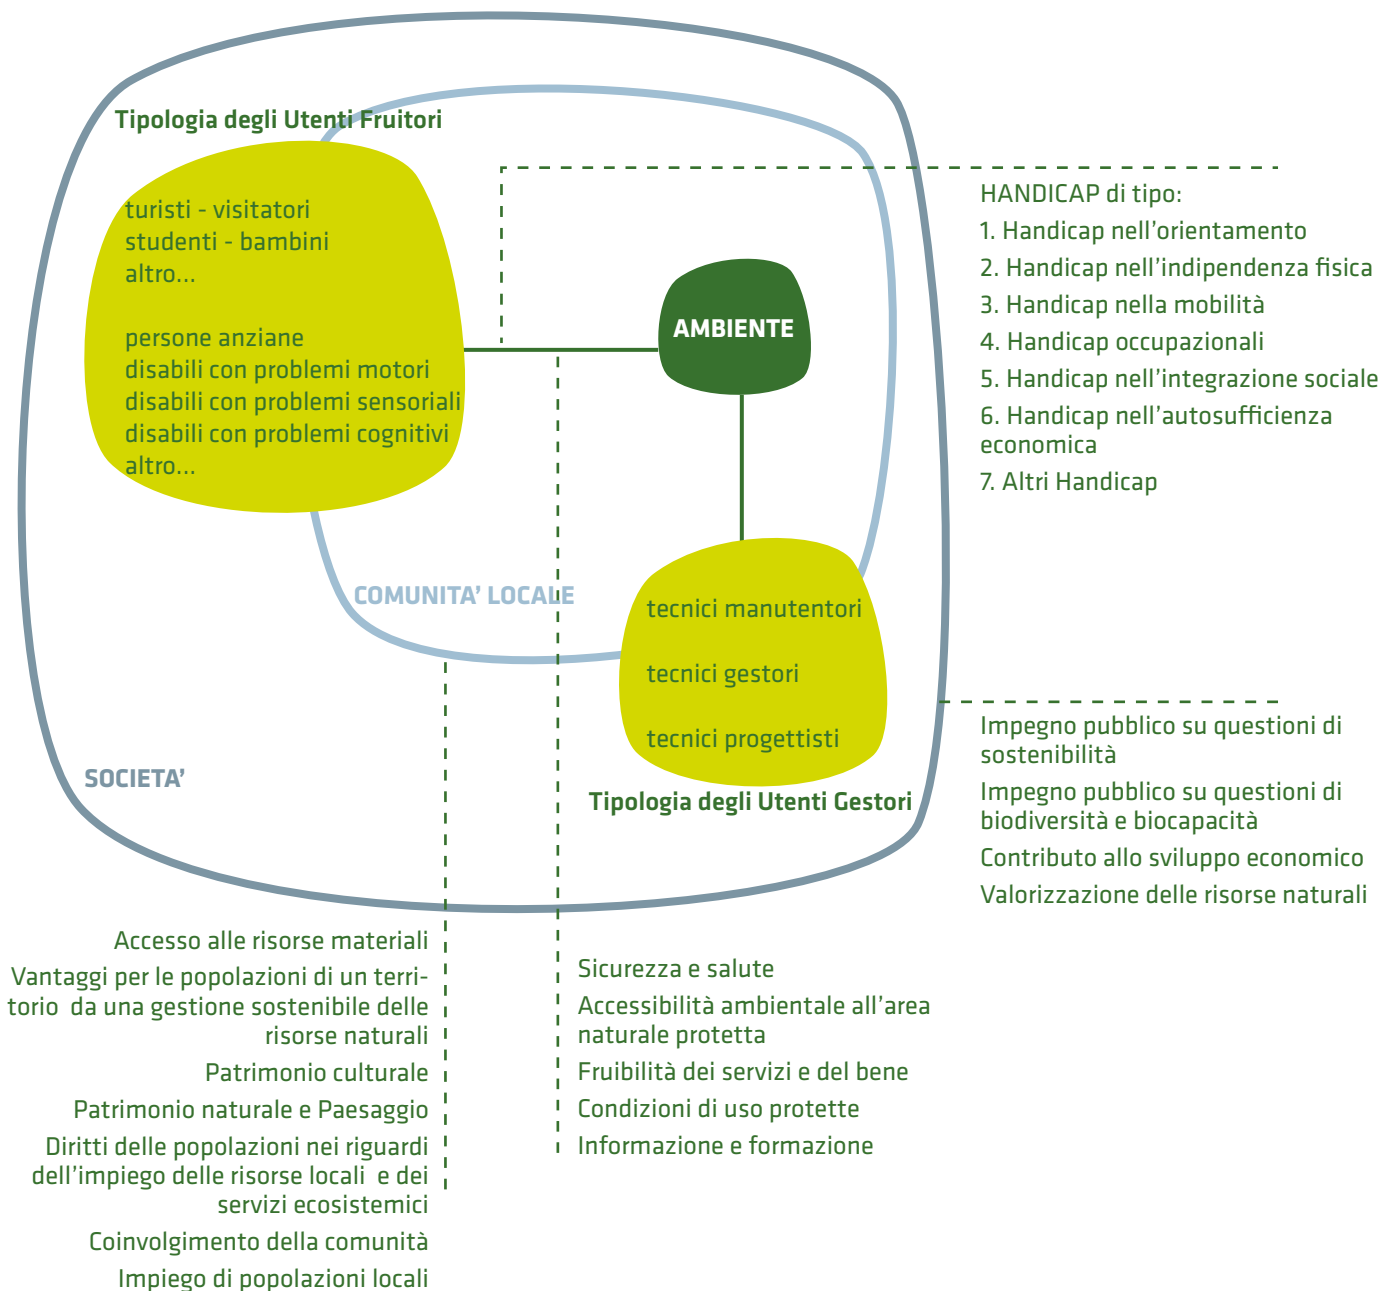 Tipologia degli Utenti Fruitori
turisti - visitatori
studenti - bambini
altro...
persone anziane
disabili con problemi motori
disabili con problemi sensoriali
disabili con problemi cognitivi
altro...
AMBIENTE
HANDICAP di tipo:
1. Handicap nell'orientamento
2. Handicap nell'indipendenza fisica
3. Handicap nella mobilità
4. Handicap occupazionali
5. Handicap nell'integrazione sociale
6. Handicap nell'autosufficienza
economica
7. Altri Handicap
COMUNITA' LOCALE
tecnici manutentori
tecnici gestori
tecnici progettisti
Tipologia degli Utenti Gestori
SOCIETA'
Impegno pubblico su questioni di
sostenibilità
Impegno pubblico su questioni di
biodiversità e biocapacità
Contributo allo sviluppo economico
Valorizzazione delle risorse naturali
Accesso alle risorse materiali
Vantaggi per le popolazioni di un terri-
torio da una gestione sostenibile delle
risorse naturali
Patrimonio culturale
Patrimonio naturale e Paesaggio
Diritti delle popolazioni nei riguardi
dell'impiego delle risorse locali e dei
servizi ecosistemici
Coinvolgimento della comunità
Impiego di popolazioni locali
Sicurezza e salute
Accessibilità ambientale all'area
naturale protetta
Fruibilità dei servizi e del bene
Condizioni di uso protette
Informazione e formazione